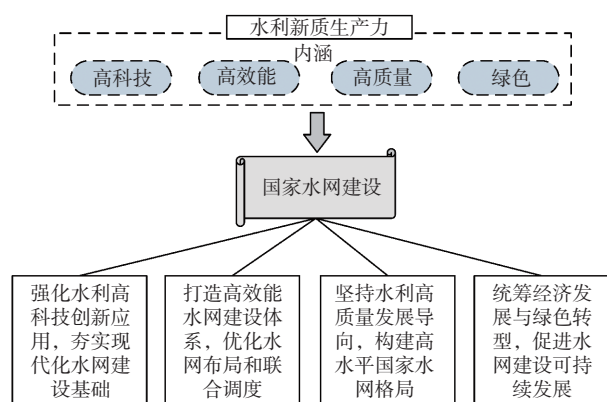 水利新质生产力
内涵
高科技
高效能
高质量
绿色
国家水网建设
强化水利高
科技创新应
用，夯实现
代化水网建
设基础
打造高效能
水网建设体
系，优化水
网布局和联
合调度
坚持水利高
质量发展导
向，构建高
水平国家水
网格局
统筹经济发
展与绿色转
型，促进水
网建设可持
续发展